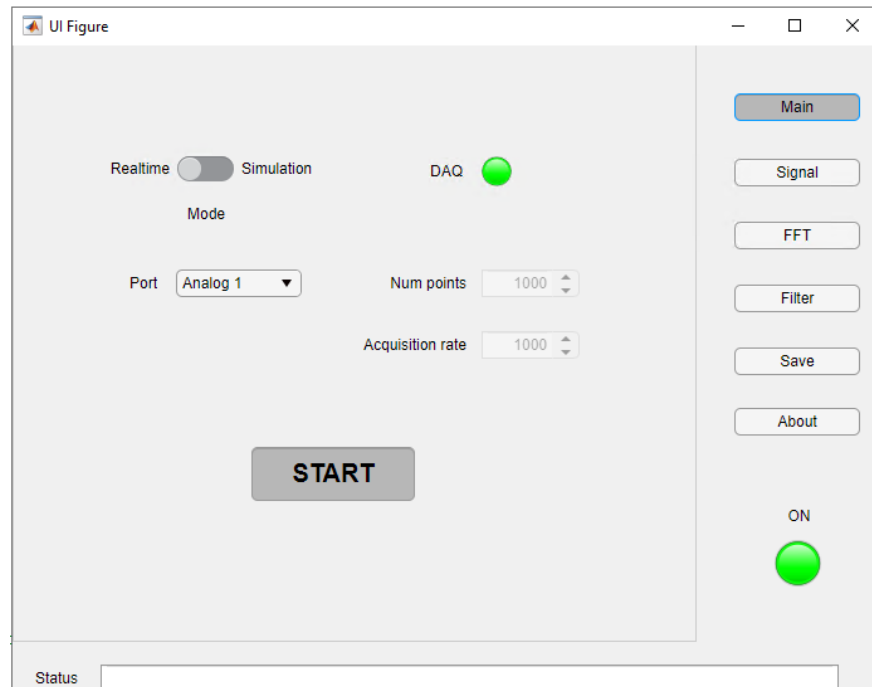 UI Figure
Main
Realtime Simulation DAQ
Signal
Mode
FFT
Port Analog 1 Num points 1000
Filter
Acquisition rate 1000
Save
About
START
ON
Status